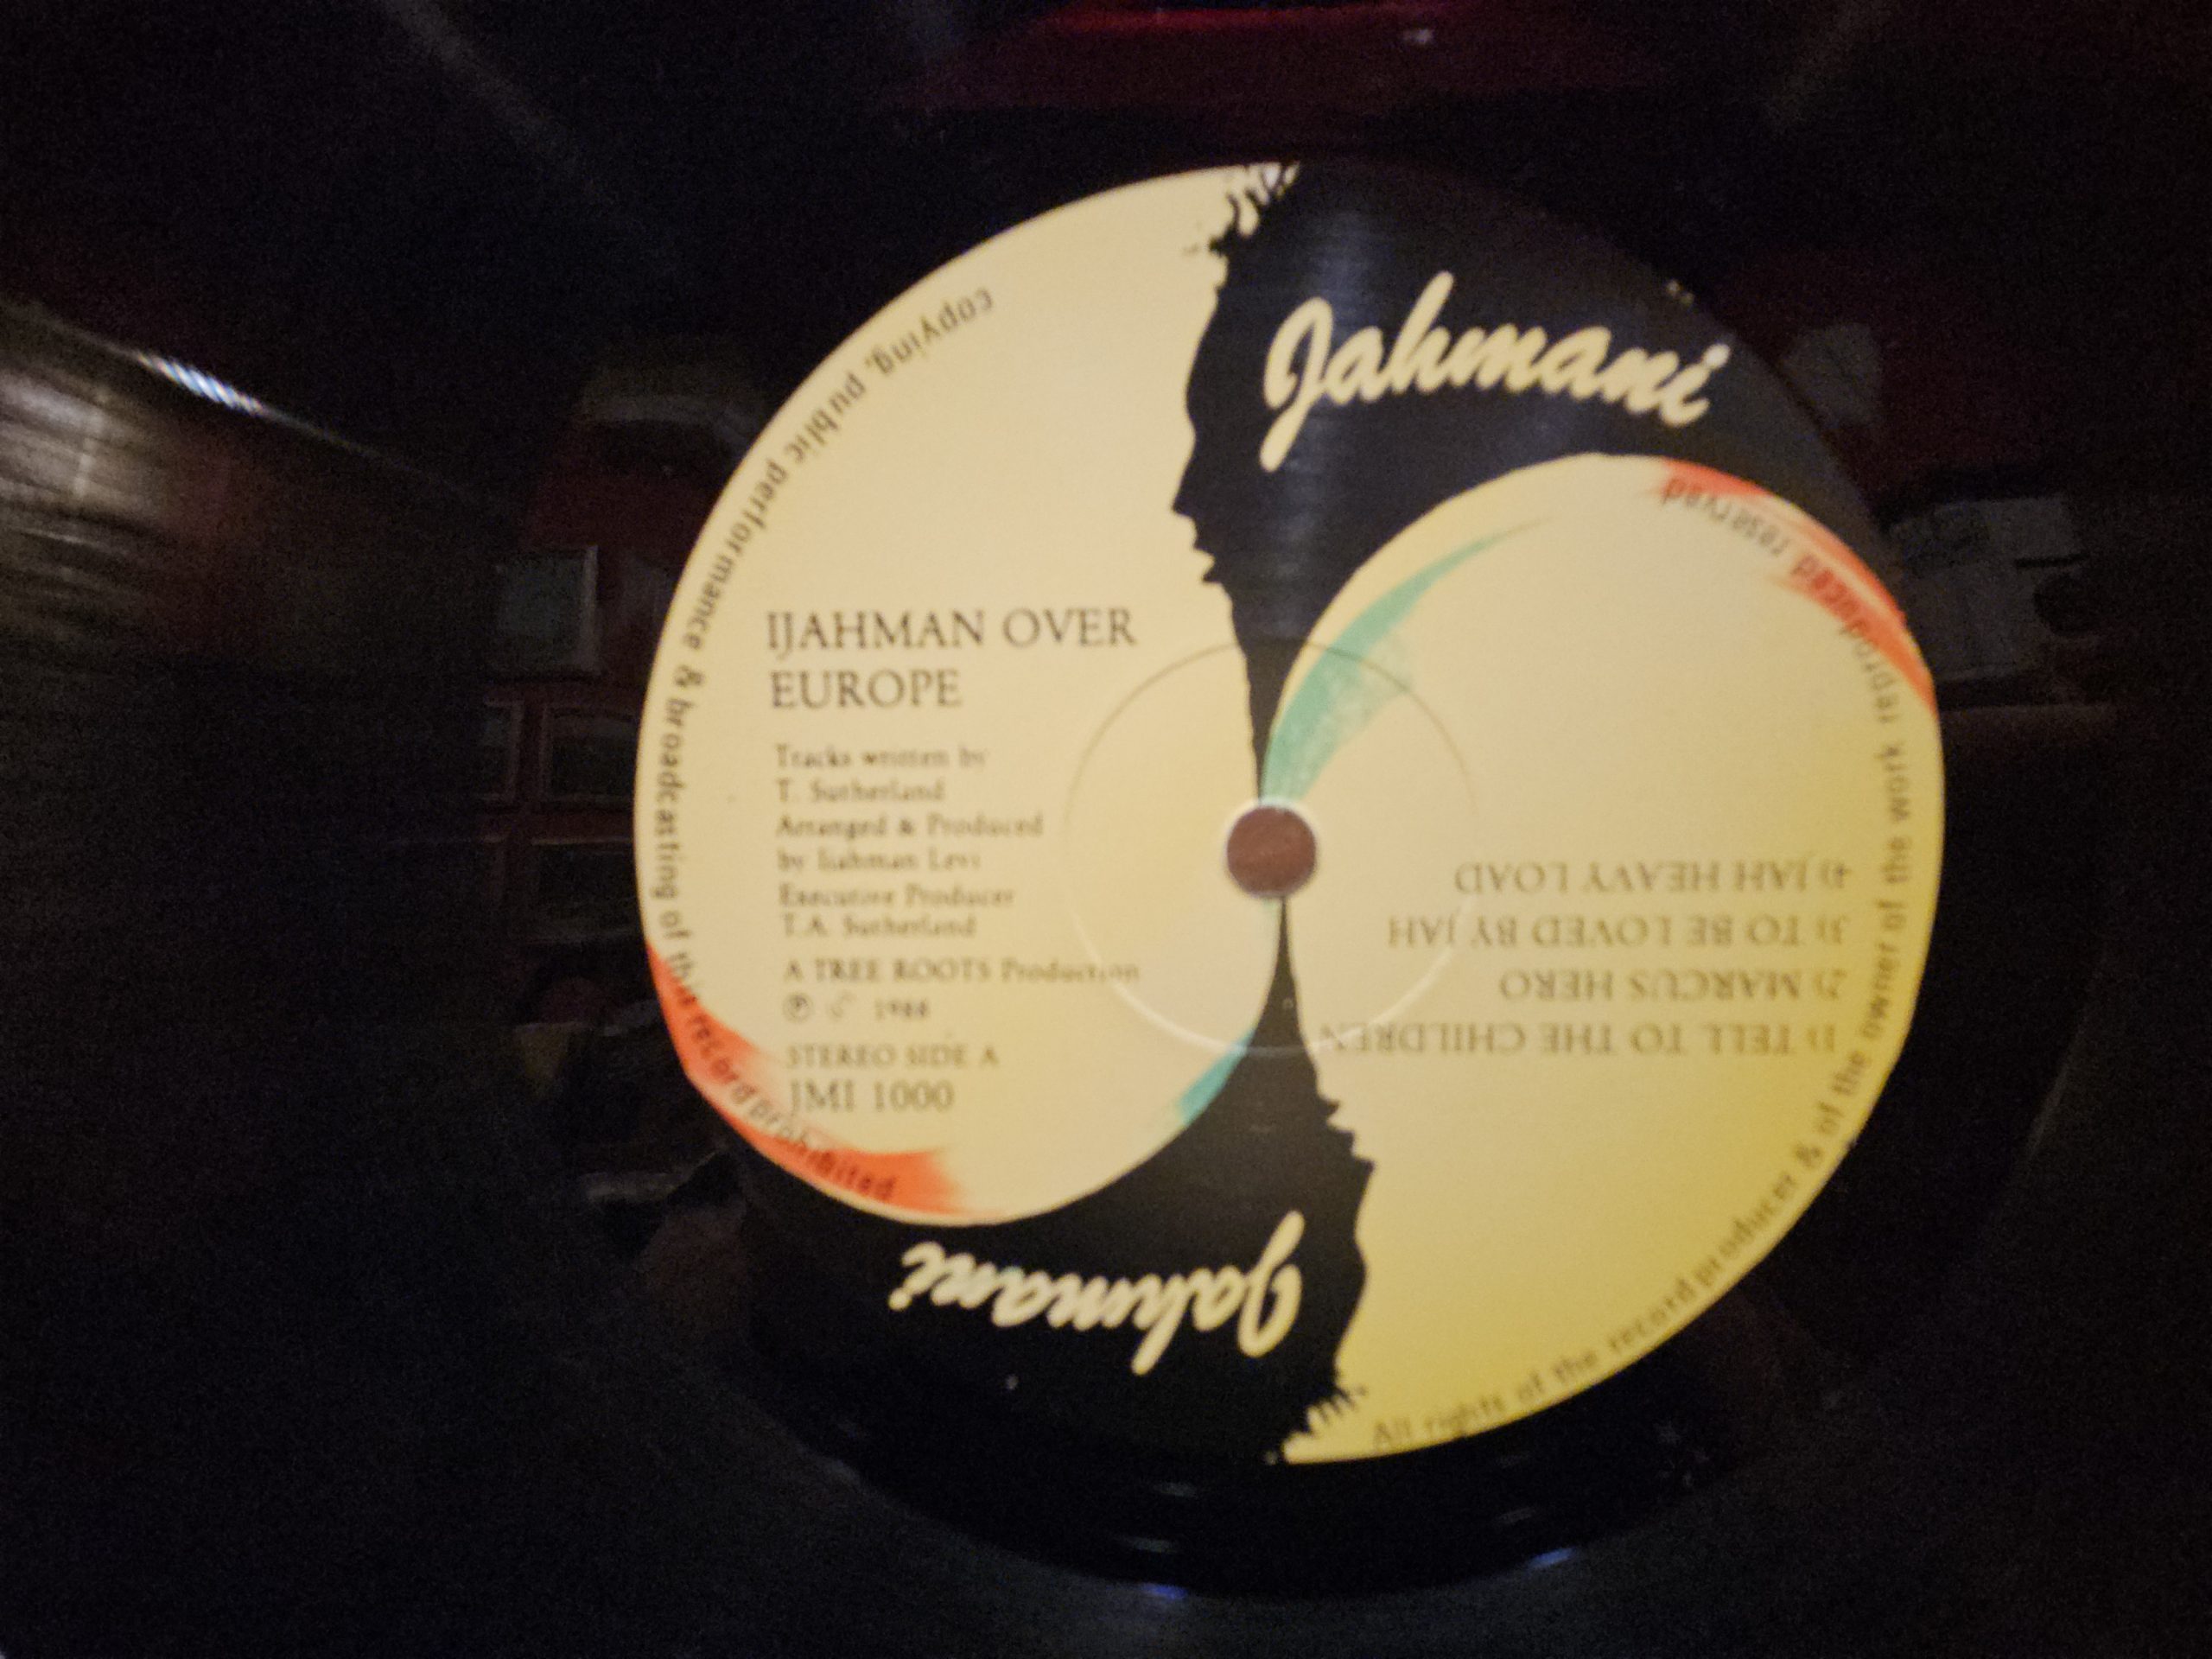 Jahmani
IJAHMAN OVER
EUROPE
Tracks written by
T. Sutherland
Arranged & Produced
by Ijahman Levi
Executive Producer
T.A. Sutherland
A TREE ROOTS Production
Ⓟ 1988
STEREO SIDE A
JMI 1000
1) TELL TO THE CHILDREN
2) MARCUS HERO
3) TO BE LOVED BY JAH
4) JAH HEAVY LOAD
Jahmani
All rights of the record producer & of the owner of the work reproduced reserved
copying, public performance & broadcasting of this record prohibited